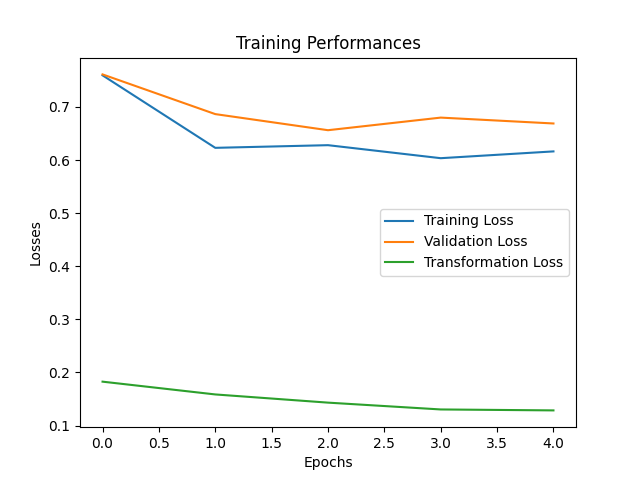 Training Performances
Losses
0.7
0.6
0.5
0.4
0.3
0.2
0.1
Training Loss
Validation Loss
Transformation Loss
0.0 0.5 1.0 1.5 2.0 2.5 3.0 3.5 4.0
Epochs